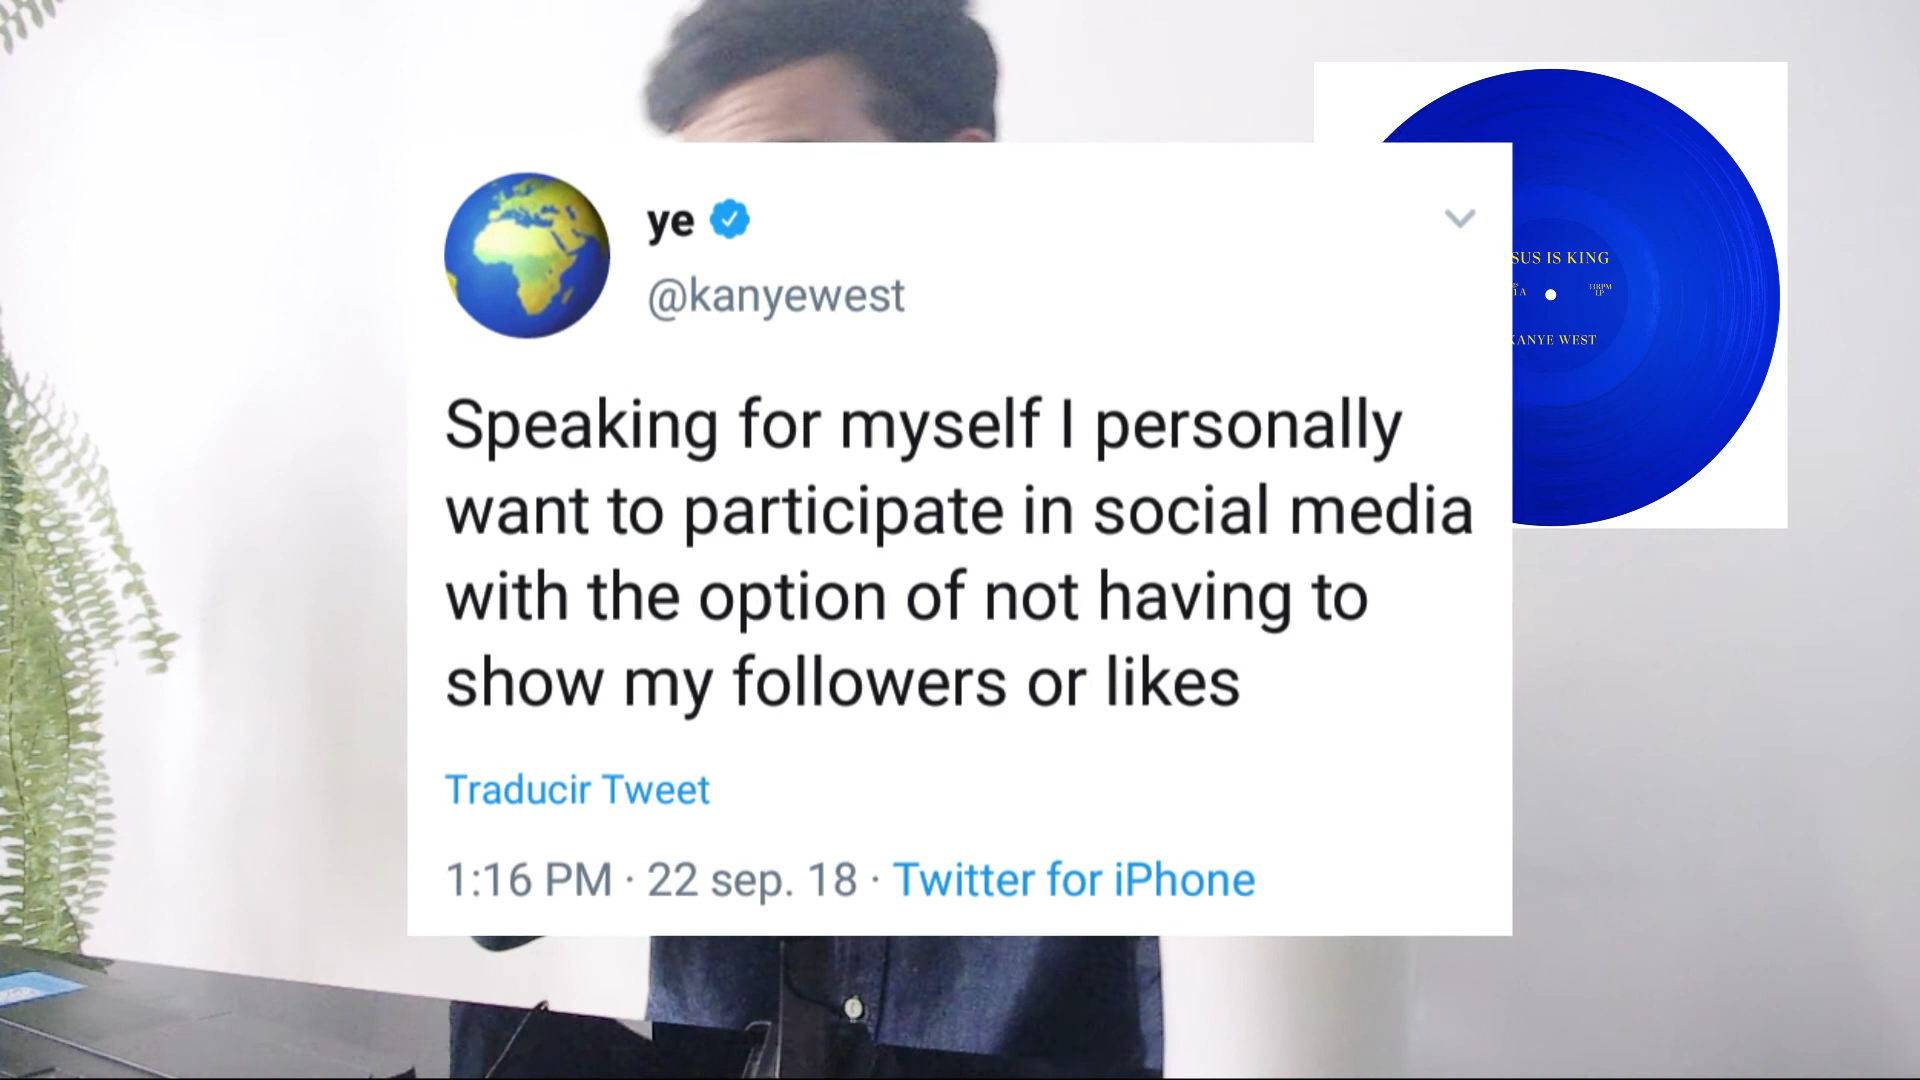 ye
@kanyewest
Speaking for myself I personally
want to participate in social media
with the option of not having to
show my followers or likes
Traducir Tweet
1:16 PM · 22 sep. 18 · Twitter for iPhone
SUS IS KING
33RPM
LP
KANYE WEST